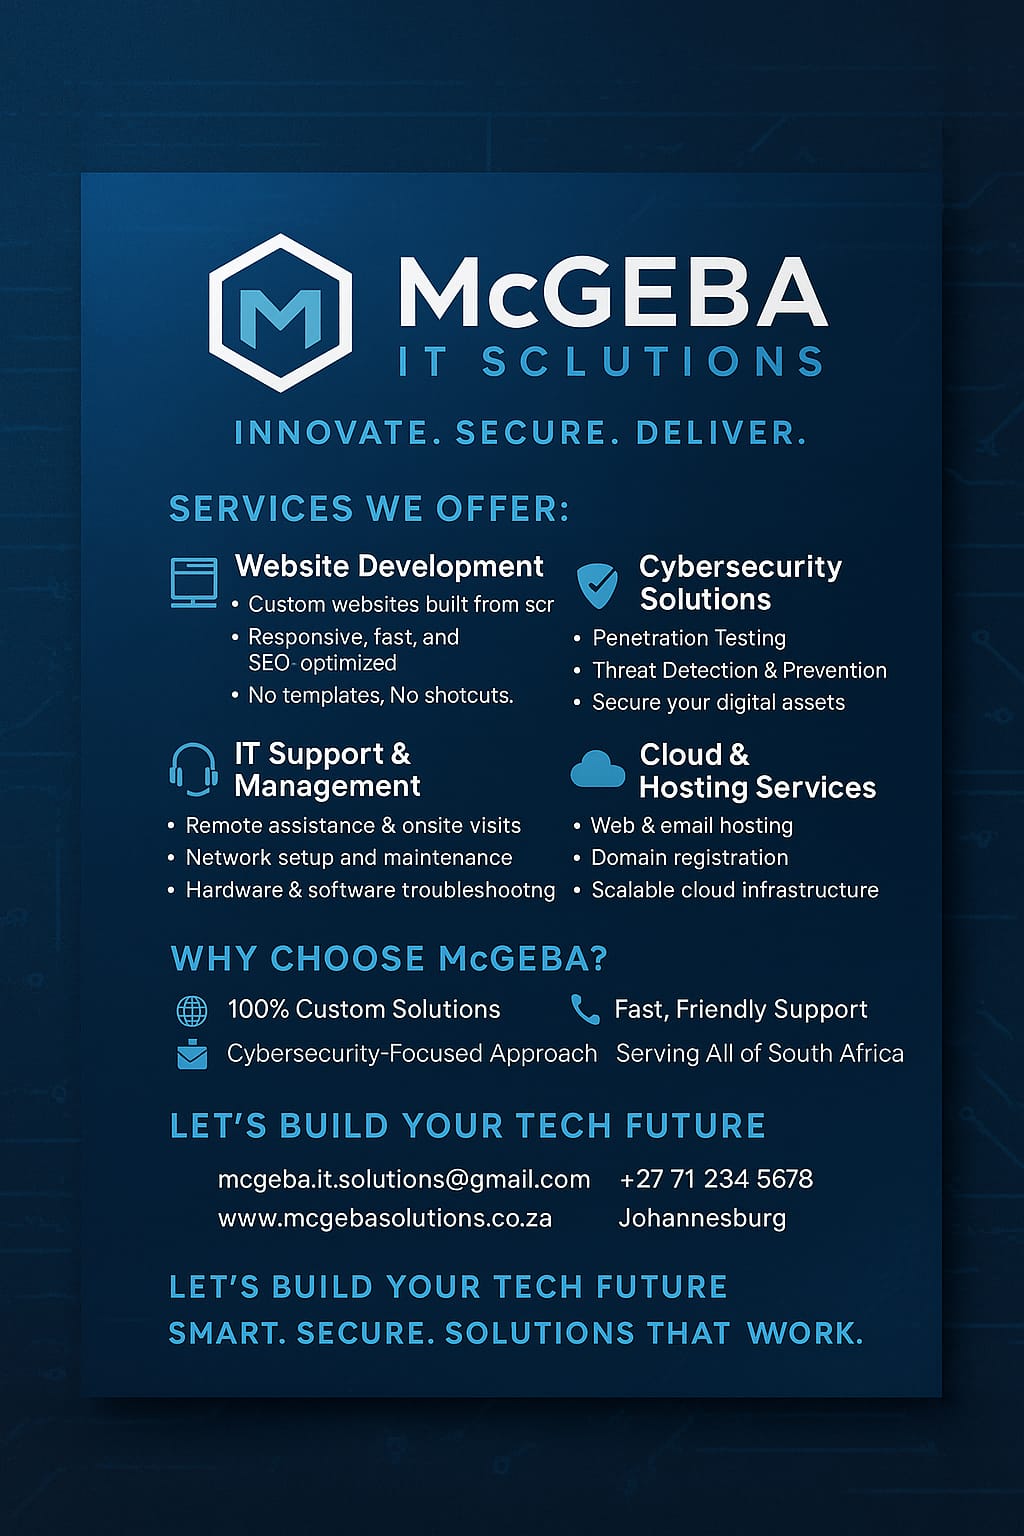 M
McGEBA
IT SCLUTIONS
INNOVATE. SECURE. DELIVER.
SERVICES WE OFFER:
Website Development
• Custom websites built from scr
• Responsive, fast, and
SEO-optimized
• No templates, No shotcuts.
Cybersecurity
Solutions
• Penetration Testing
• Threat Detection & Prevention
• Secure your digital assets
IT Support &
Management
• Remote assistance & onsite visits
• Network setup and maintenance
• Hardware & software troubleshootng
Cloud &
Hosting Services
• Web & email hosting
• Domain registration
• Scalable cloud infrastructure
WHY CHOOSE McGEBA?
100% Custom Solutions
Fast, Friendly Support
Cybersecurity-Focused Approach
Serving All of South Africa
LET'S BUILD YOUR TECH FUTURE
mcgeba.it.solutions@gmail.com
+27 71 234 5678
www.mcgebasolutions.co.za
Johannesburg
LET'S BUILD YOUR TECH FUTURE
SMART. SECURE. SOLUTIONS THAT WORK.